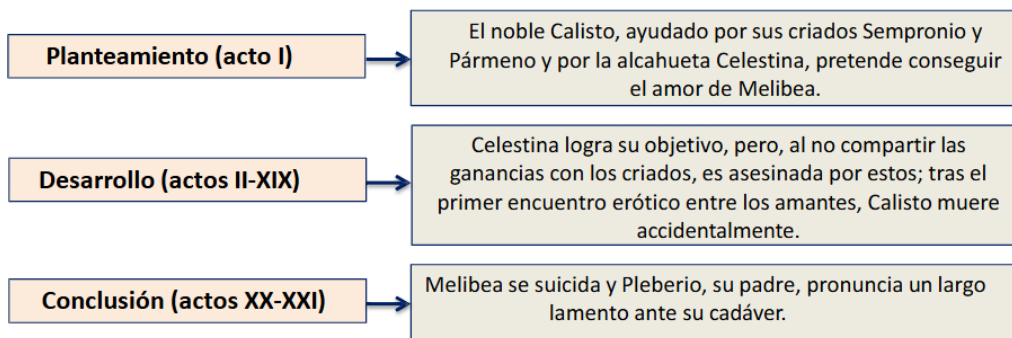 Planteamiento (acto I)
El noble Calisto, ayudado por sus criados Sempronio y
Pármeno y por la alcahueta Celestina, pretende conseguir
el amor de Melibea.
Desarrollo (actos II-XIX)
Celestina logra su objetivo, pero, al no compartir las
ganancias con los criados, es asesinada por estos; tras el
primer encuentro erótico entre los amantes, Calisto muere
accidentalmente.
Conclusión (actos XX-XXI)
Melibea se suicida y Pleberio, su padre, pronuncia un largo
lamento ante su cadáver.